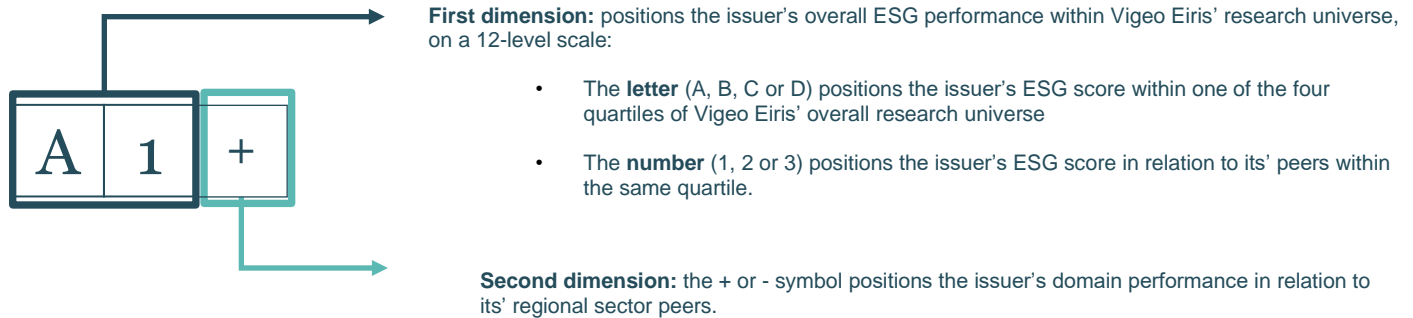 First dimension: positions the issuer's overall ESG performance within Vigeo Eiris' research universe,
on a 12-level scale:
• The letter (A, B, C or D) positions the issuer's ESG score within one of the four
quartiles of Vigeo Eiris' overall research universe
A 1 +
• The number (1, 2 or 3) positions the issuer's ESG score in relation to its' peers within
the same quartile.
Second dimension: the + or - symbol positions the issuer's domain performance in relation to
its' regional sector peers.